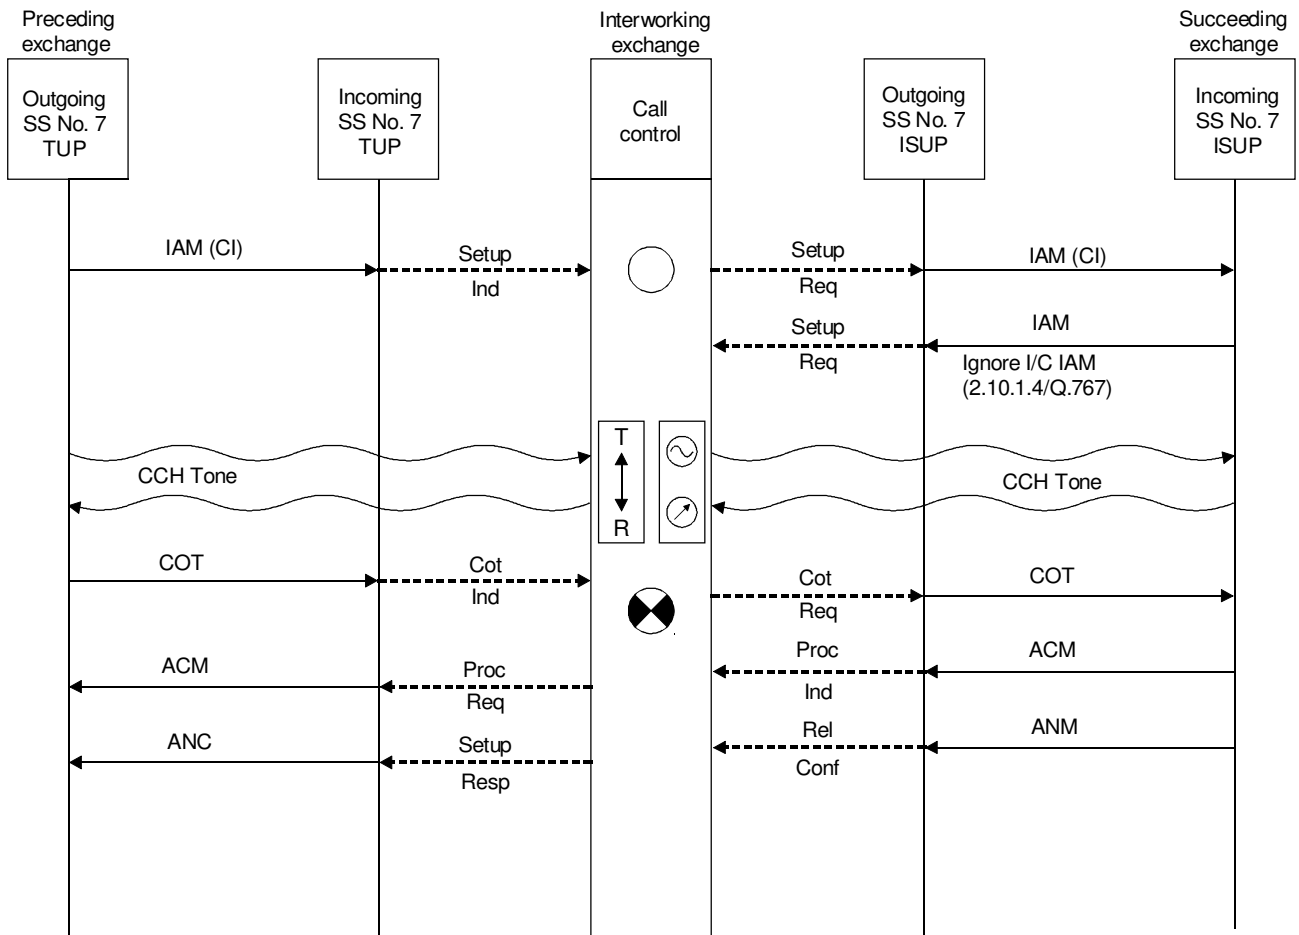 Preceding
exchange
Interworking
exchange
Succeeding
exchange
Outgoing
SS No. 7
TUP
Incoming
SS No. 7
TUP
Call
control
Outgoing
SS No. 7
ISUP
Incoming
SS No. 7
ISUP
IAM (CI)
Setup
Ind
Setup
Req
IAM (CI)
Setup
Req
IAM
Ignore I/C IAM
(2.10.1.4/Q.767)
T
R
CCH Tone
CCH Tone
COT
Cot
Ind
Cot
Req
COT
ACM
Proc
Req
Proc
Ind
ACM
ANC
Setup
Resp
Rel
Conf
ANM